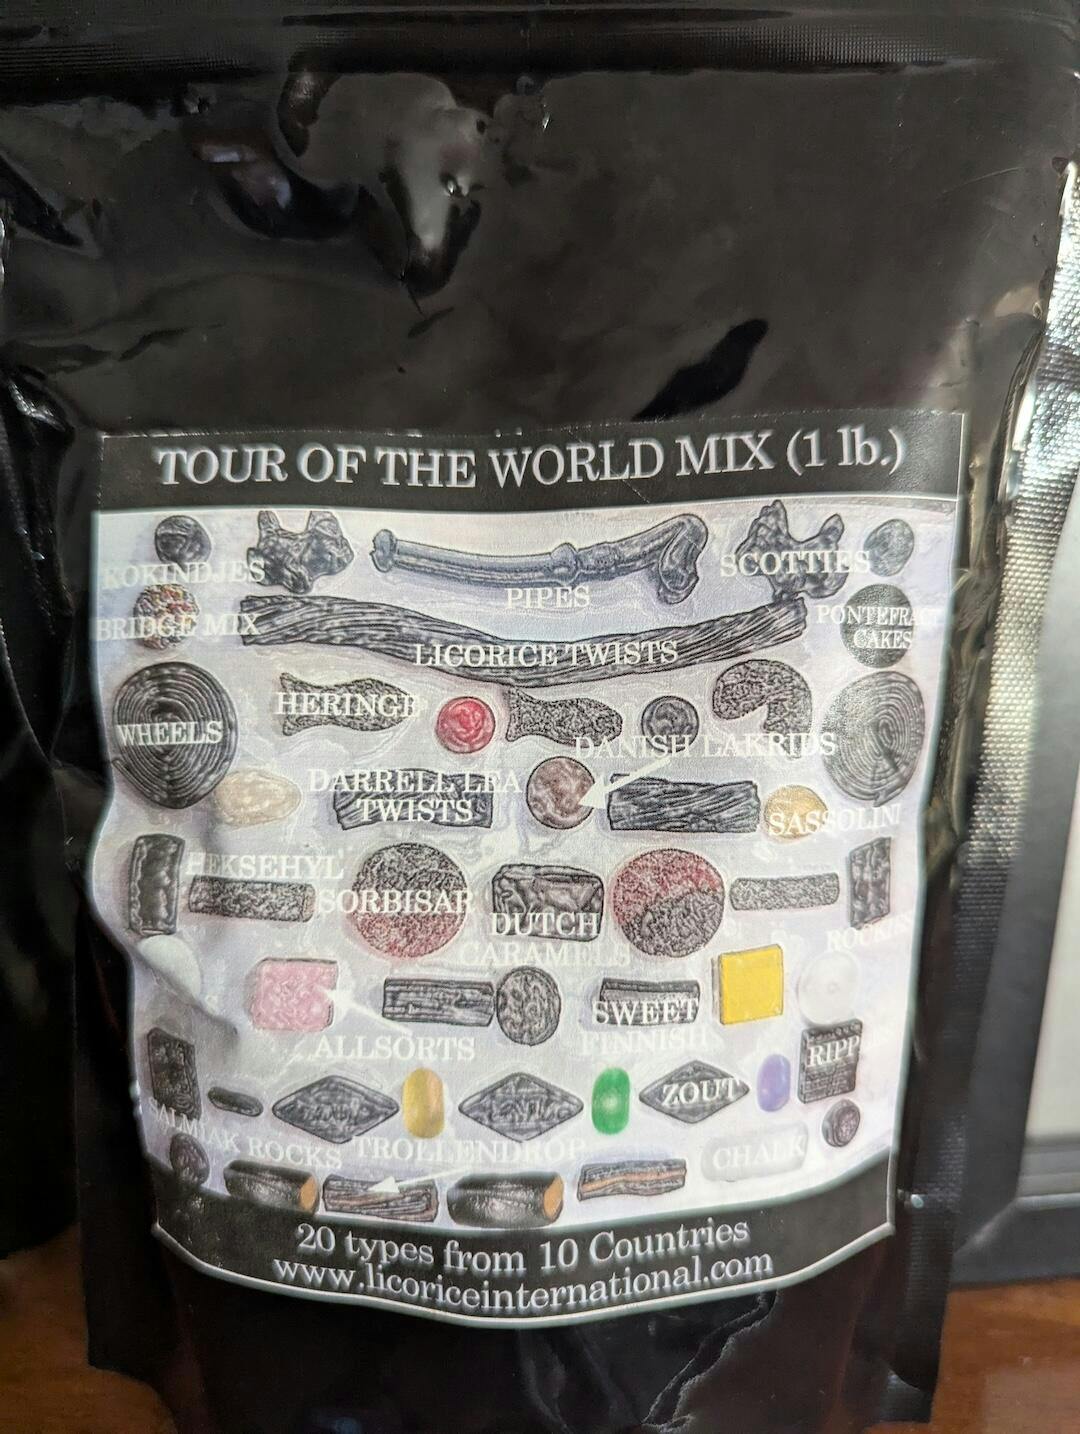 TOUR OF THE WORLD MIX (1 lb.)
KOKINDJES
SCOTTIES
PIPES
BRIDGE MIX
PONTEFRACT
CAKES
LICORICE TWISTS
HERINGE
WHEELS
DANISH LAKRIDS
DARRELL LEA
TWISTS
SASSOLINI
HEKSEHYL
SORBISAR
DUTCH
CARAMELS
SWEET
FINNISH
ALLSORTS
ZOUT
SALMIAK ROCKS
TROLLENDROP
CHALK
20 types from 10 Countries
www.licoriceinternational.com